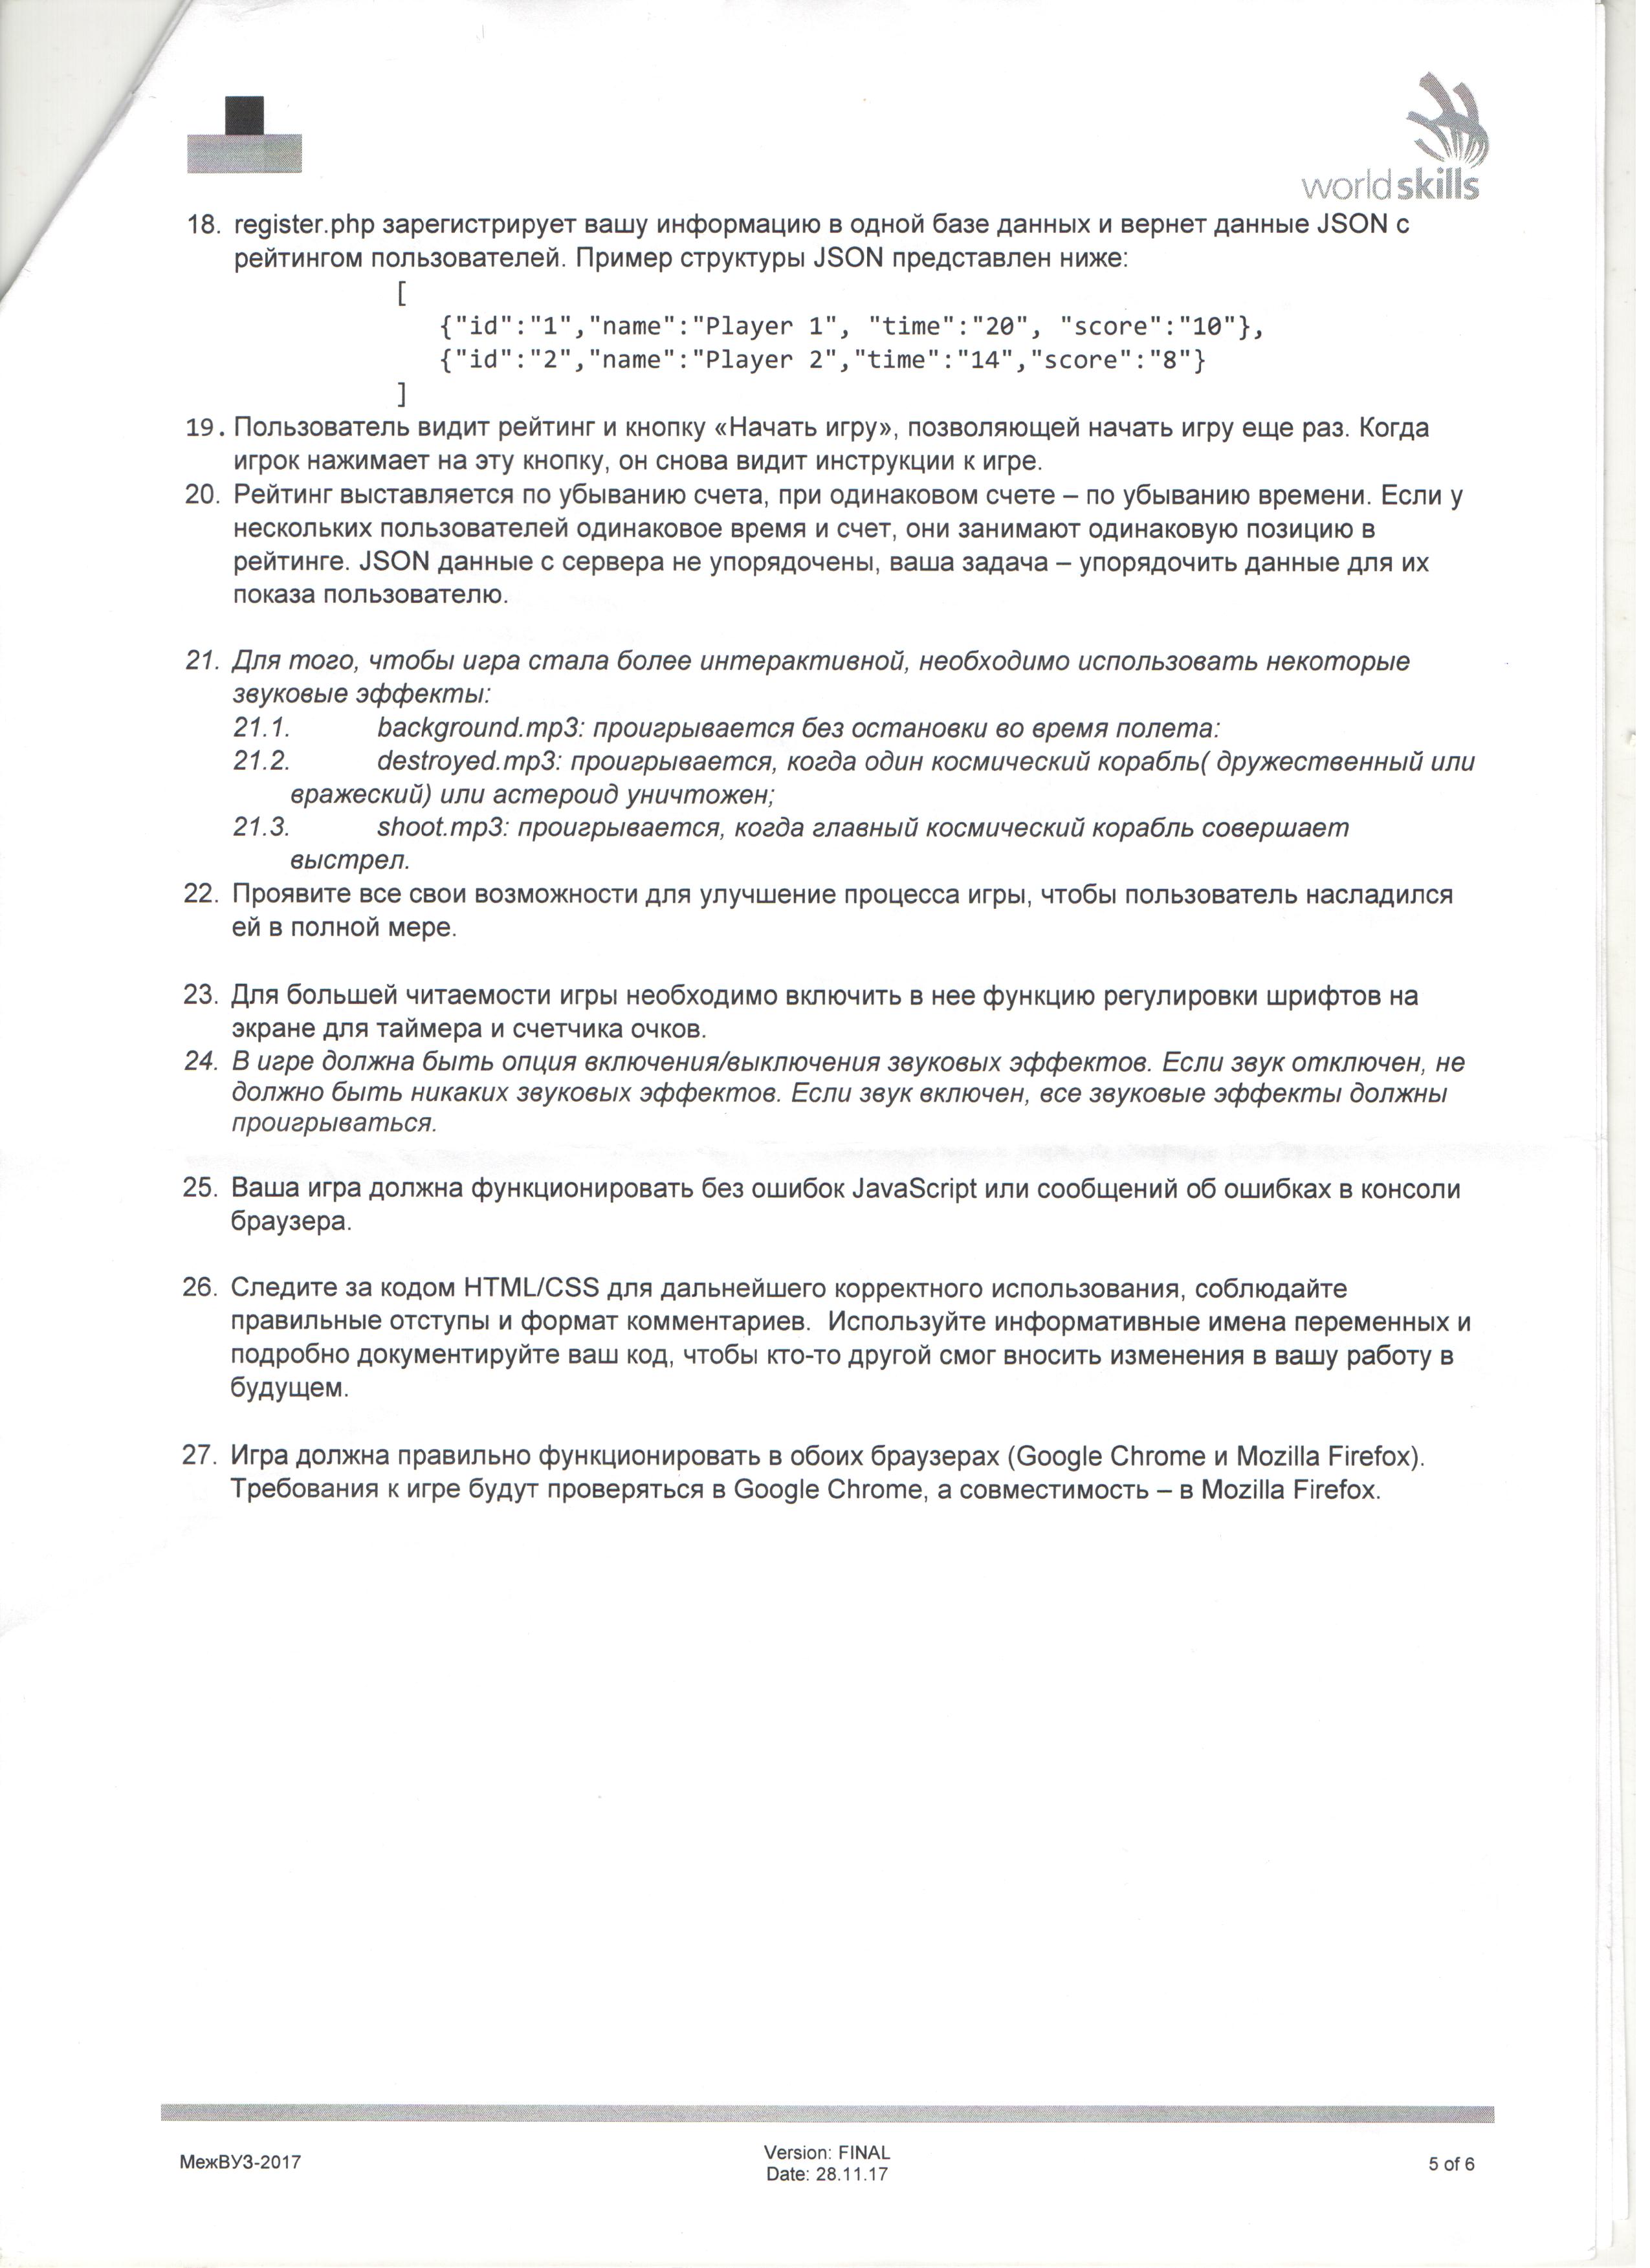 worldskills
18. register.php зарегистрирует вашу информацию в одной базе данных и вернет данные JSON с
рейтингом пользователей. Пример структуры JSON представлен ниже:
[
{"id":"1","name":"Player 1", "time":"20", "score":"10"},
{"id":"2","name":"Player 2","time":"14","score":"8"}
]
19. Пользователь видит рейтинг и кнопку «Начать игру», позволяющей начать игру еще раз. Когда
игрок нажимает на эту кнопку, он снова видит инструкции к игре.
20. Рейтинг выставляется по убыванию счета, при одинаковом счете – по убыванию времени. Если у
нескольких пользователей одинаковое время и счет, они занимают одинаковую позицию в
рейтинге. JSON данные с сервера не упорядочены, ваша задача – упорядочить данные для их
показа пользователю.
21. Для того, чтобы игра стала более интерактивной, необходимо использовать некоторые
звуковые эффекты:
21.1. background.mp3: проигрывается без остановки во время полета:
21.2. destroyed.mp3: проигрывается, когда один космический корабль( дружественный или
вражеский) или астероид уничтожен;
21.3. shoot.mp3: проигрывается, когда главный космический корабль совершает
выстрел.
22. Проявите все свои возможности для улучшение процесса игры, чтобы пользователь насладился
ей в полной мере.
23. Для большей читаемости игры необходимо включить в нее функцию регулировки шрифтов на
экране для таймера и счетчика очков.
24. В игре должна быть опция включения/выключения звуковых эффектов. Если звук отключен, не
должно быть никаких звуковых эффектов. Если звук включен, все звуковые эффекты должны
проигрываться.
25. Ваша игра должна функционировать без ошибок JavaScript или сообщений об ошибках в консоли
браузера.
26. Следите за кодом HTML/CSS для дальнейшего корректного использования, соблюдайте
правильные отступы и формат комментариев. Используйте информативные имена переменных и
подробно документируйте ваш код, чтобы кто-то другой смог вносить изменения в вашу работу в
будущем.
27. Игра должна правильно функционировать в обоих браузерах (Google Chrome и Mozilla Firefox).
Требования к игре будут проверяться в Google Chrome, а совместимость – в Mozilla Firefox.
МежВУЗ-2017
Version: FINAL
Date: 28.11.17
5 of 6